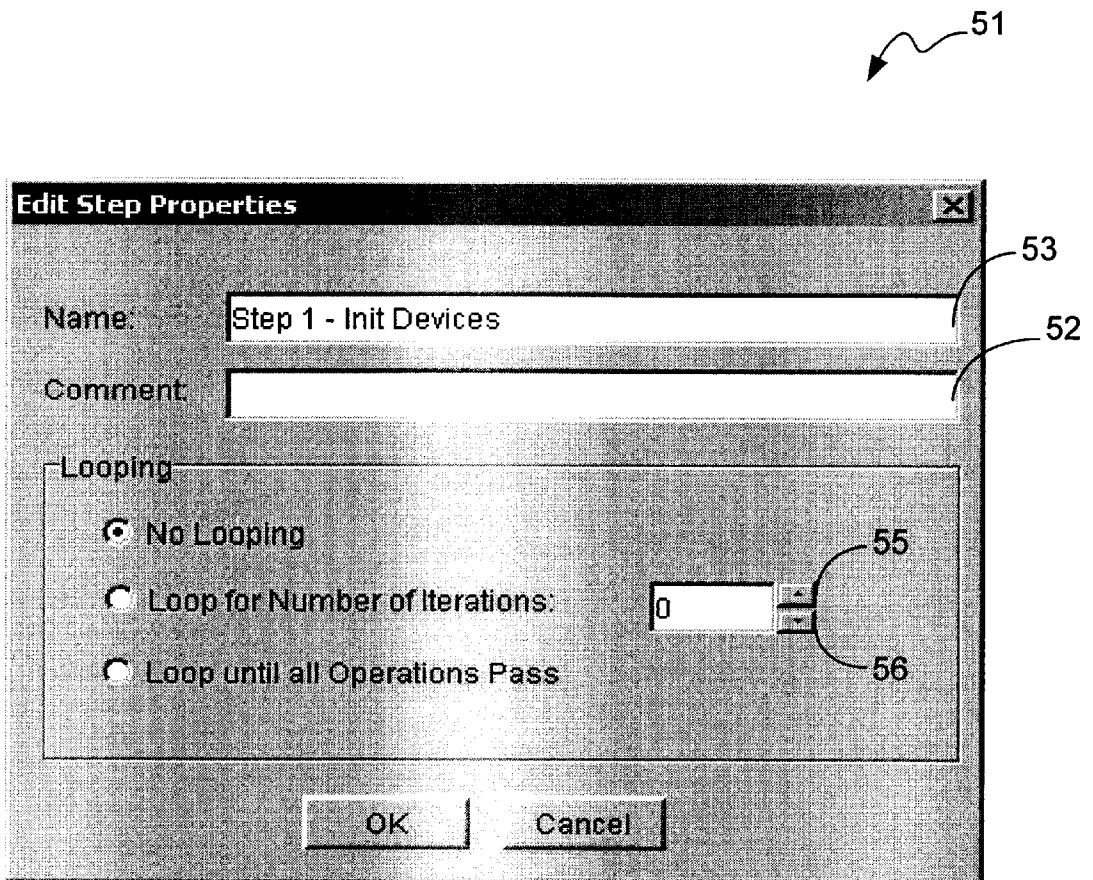 51
Edit Step Properties
53
Name: Step 1 - Init Devices
52
Comment:
Looping
No Looping
55
Loop for Number of Iterations: 0
56
Loop until all Operations Pass
OK Cancel